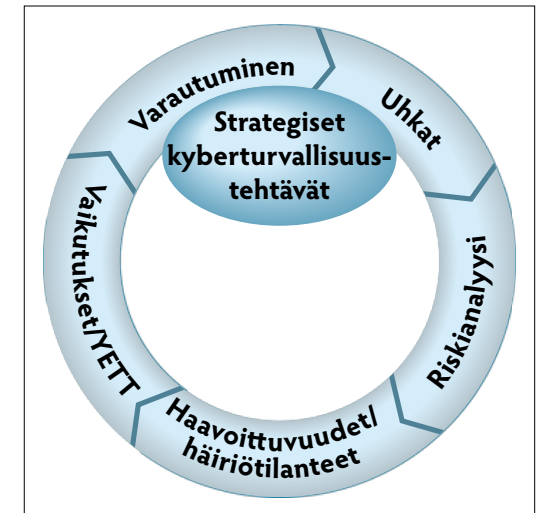 Varautuminen
Uhkat
Riskianalyysi
Haavoittuvuudet/
häiriötilanteet
Vaikutukset/YETT
Strategiset
kyberturvallisuus-
tehtävät